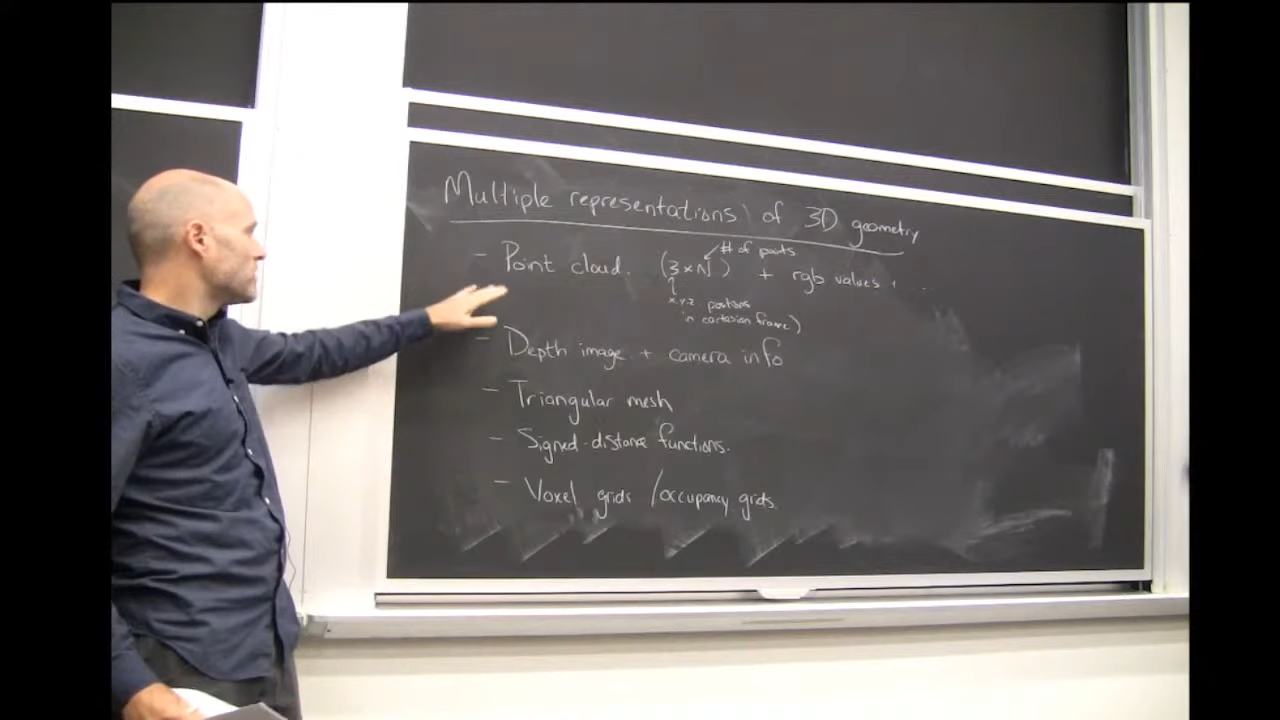 Multiple representations of 3D geometry
# of points
- Point cloud. (3 x N) + rgb values + ...
x,y,z positions
in cartesian frame)
- Depth image + camera info
- Triangular mesh
- Signed-distance functions.
- Voxel grids / occupancy grids.